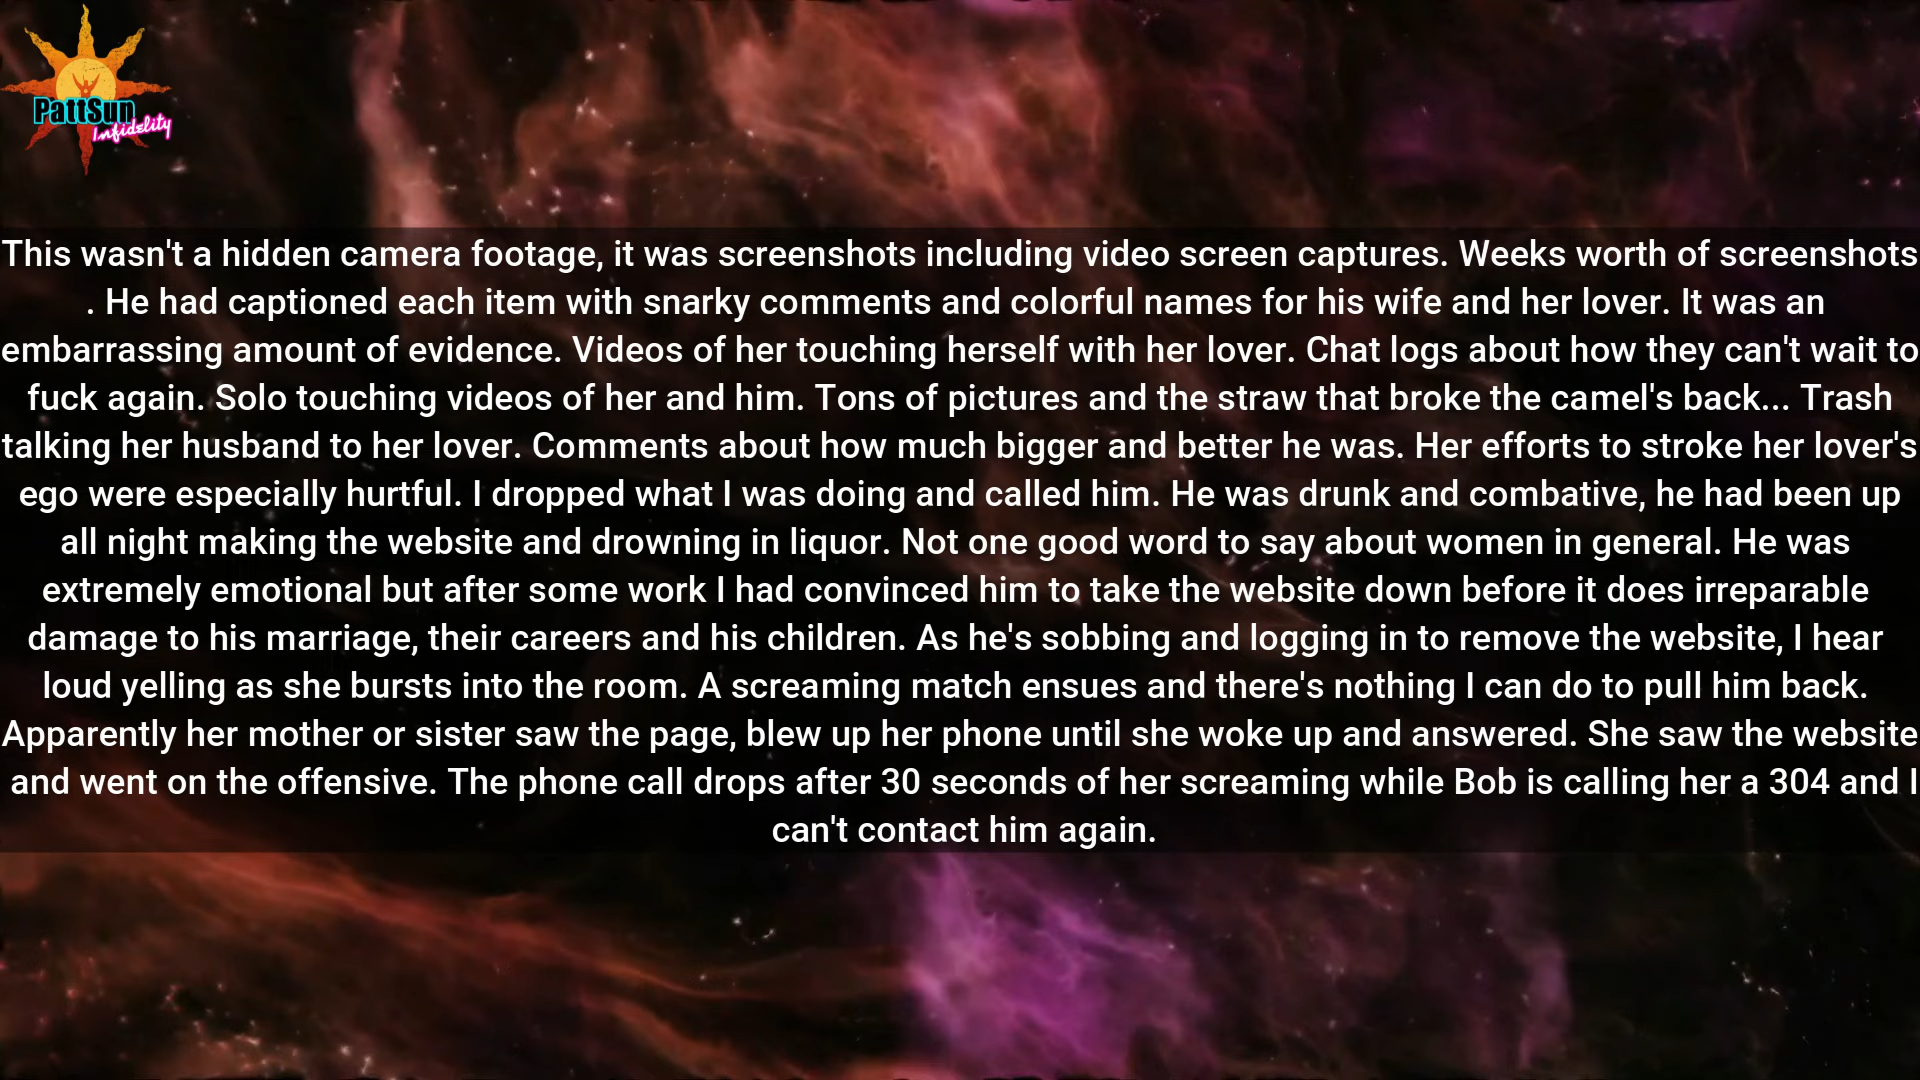 PattSun
Infidelity
This wasn't a hidden camera footage, it was screenshots including video screen captures. Weeks worth of screenshots
. He had captioned each item with snarky comments and colorful names for his wife and her lover. It was an
embarrassing amount of evidence. Videos of her touching herself with her lover. Chat logs about how they can't wait to
fuck again. Solo touching videos of her and him. Tons of pictures and the straw that broke the camel's back... Trash
talking her husband to her lover. Comments about how much bigger and better he was. Her efforts to stroke her lover's
ego were especially hurtful. I dropped what I was doing and called him. He was drunk and combative, he had been up
all night making the website and drowning in liquor. Not one good word to say about women in general. He was
extremely emotional but after some work I had convinced him to take the website down before it does irreparable
damage to his marriage, their careers and his children. As he's sobbing and logging in to remove the website, I hear
loud yelling as she bursts into the room. A screaming match ensues and there's nothing I can do to pull him back.
Apparently her mother or sister saw the page, blew up her phone until she woke up and answered. She saw the website
and went on the offensive. The phone call drops after 30 seconds of her screaming while Bob is calling her a 304 and I
can't contact him again.